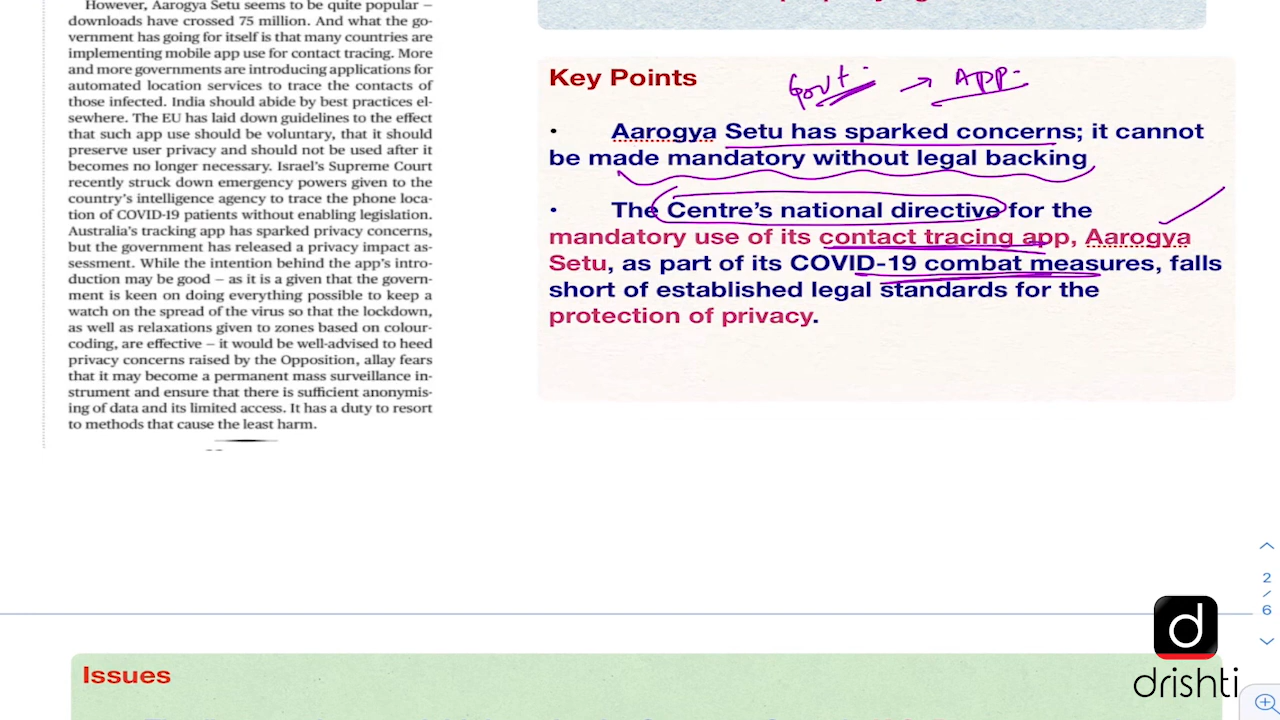 However, Aarogya Setu seems to be quite popular –
downloads have crossed 75 million. And what the go-
vernment has going for itself is that many countries are
implementing mobile app use for contact tracing. More
and more governments are introducing applications for
automated location services to trace the contacts of
those infected. India should abide by best practices el-
sewhere. The EU has laid down guidelines to the effect
that such app use should be voluntary, that it should
preserve user privacy and should not be used after it
becomes no longer necessary. Israel's Supreme Court
recently struck down emergency powers given to the
country's intelligence agency to trace the phone loca-
tion of COVID-19 patients without enabling legislation.
Australia's tracking app has sparked privacy concerns,
but the government has released a privacy impact as-
sessment. While the intention behind the app's intro-
duction may be good – as it is a given that the govern-
ment is keen on doing everything possible to keep a
watch on the spread of the virus so that the lockdown,
as well as relaxations given to zones based on colour-
coding, are effective – it would be well-advised to heed
privacy concerns raised by the Opposition, allay fears
that it may become a permanent mass surveillance in-
strument and ensure that there is sufficient anonymis-
ing of data and its limited access. It has a duty to resort
to methods that cause the least harm.
Key Points
Govt. → APP.
• Aarogya Setu has sparked concerns; it cannot
be made mandatory without legal backing
• The Centre's national directive for the
mandatory use of its contact tracing app, Aarogya
Setu, as part of its COVID-19 combat measures, falls
short of established legal standards for the
protection of privacy.
2
/
6
d
drishti
Issues